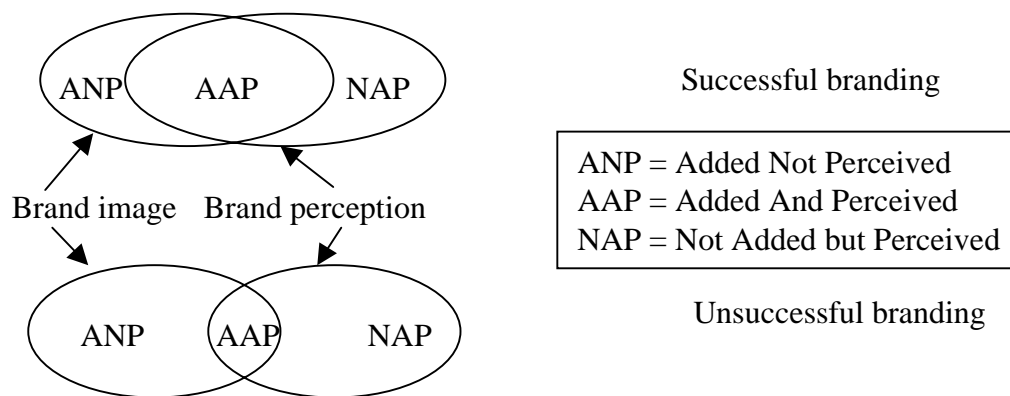 ANP AAP NAP
Successful branding
ANP = Added Not Perceived
AAP = Added And Perceived
NAP = Not Added but Perceived
Brand image Brand perception
ANP AAP NAP
Unsuccessful branding